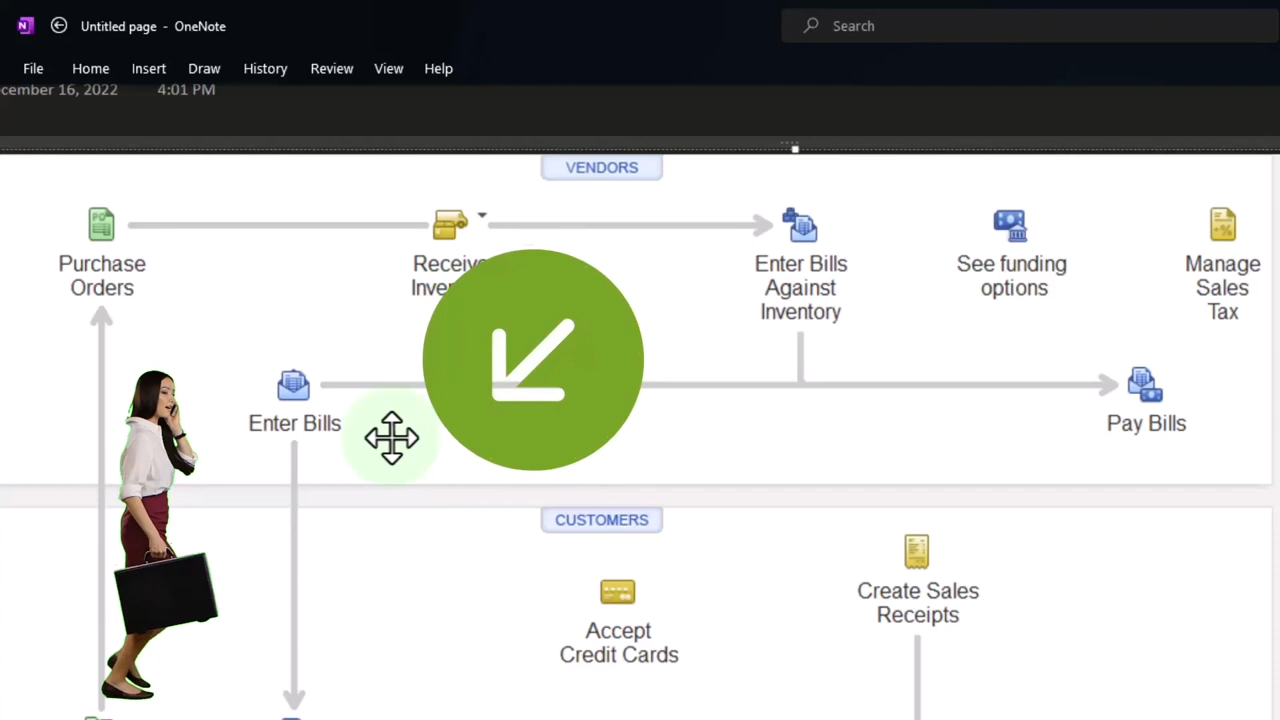 Untitled page - OneNote
Search
File Home Insert Draw History Review View Help
cember 16, 2022 4:01 PM
VENDORS
Purchase
Orders
Enter Bills
Against
Inventory
See funding
options
Manage
Sales
Tax
Enter Bills
Pay Bills
CUSTOMERS
Accept
Credit Cards
Create Sales
Receipts